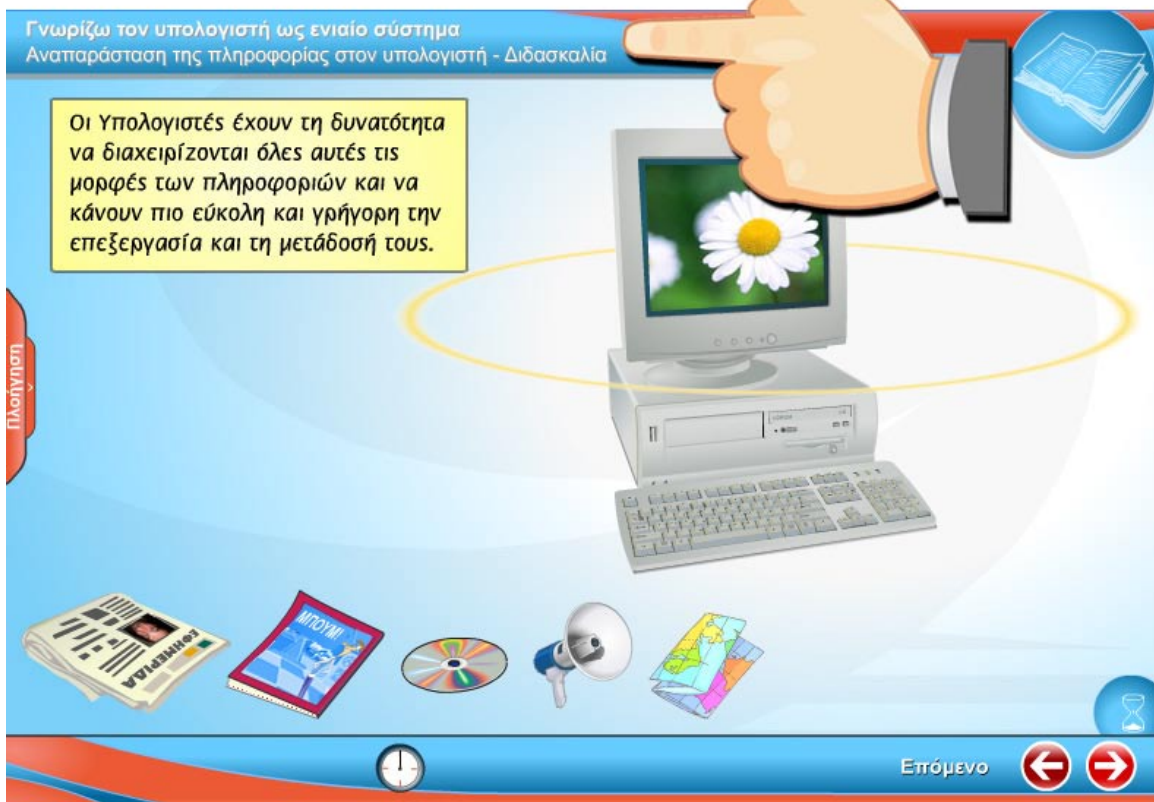 Γνωρίζω τον υπολογιστή ως ενιαίο σύστημα
Αναπαράσταση της πληροφορίας στον υπολογιστή - Διδασκαλία
Οι Υπολογιστές έχουν τη δυνατότητα
να διαχειρίζονται όλες αυτές τις
μορφές των πληροφοριών και να
κάνουν πιο εύκολη και γρήγορη την
επεξεργασία και τη μετάδοσή τους.
Πλοήγηση
ΕΦΗΜΕΡΙΔΑ
ΜΠΟΥΜ!
Επόμενο